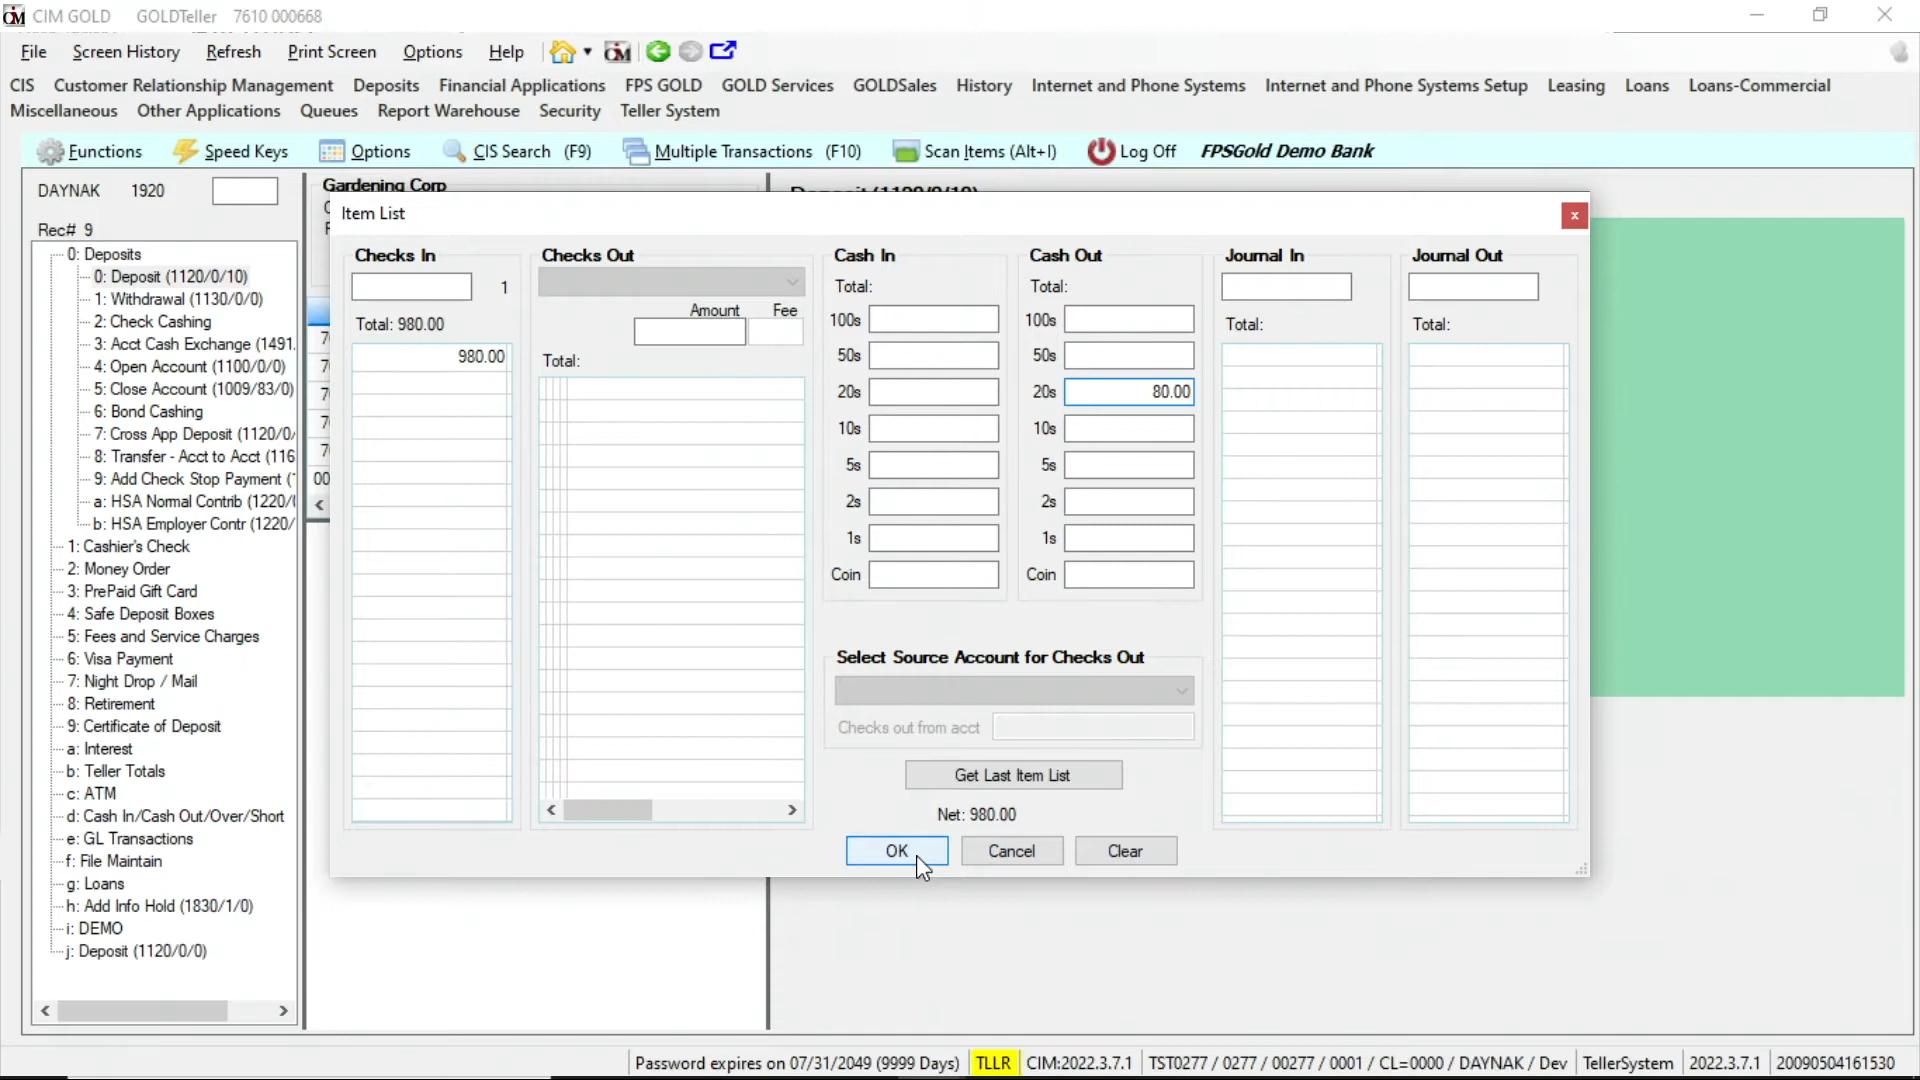 CIM GOLD GOLDTeller 7610 000668
File Screen History Refresh Print Screen Options Help
CIS Customer Relationship Management Deposits Financial Applications FPS GOLD GOLD Services GOLDSales History Internet and Phone Systems Internet and Phone Systems Setup Leasing Loans Loans-Commercial
Miscellaneous Other Applications Queues Report Warehouse Security Teller System
Functions Speed Keys Options CIS Search (F9) Multiple Transactions (F10) Scan Items (Alt+I) Log Off FPSGold Demo Bank
DAYNAK 1920
Rec# 9
0: Deposits
0: Deposit (1120/0/10)
1: Withdrawal (1130/0/0)
2: Check Cashing
3: Acct Cash Exchange (1491.
4: Open Account (1100/0/0)
5: Close Account (1009/83/0)
6: Bond Cashing
7: Cross App Deposit (1120/0/
8: Transfer - Acct to Acct (116
9: Add Check Stop Payment (
a: HSA Normal Contrib (1220/
b: HSA Employer Contr (1220/
1: Cashier's Check
2: Money Order
3: PrePaid Gift Card
4: Safe Deposit Boxes
5: Fees and Service Charges
6: Visa Payment
7: Night Drop / Mail
8: Retirement
9: Certificate of Deposit
a: Interest
b: Teller Totals
c: ATM
d: Cash In/Cash Out/Over/Short
e: GL Transactions
f: File Maintain
g: Loans
h: Add Info Hold (1830/1/0)
i: DEMO
j: Deposit (1120/0/0)
Gardening Corp
Deposit (1120/0/10)
00
Item List
x
Checks In
1
Total: 980.00
980.00
Checks Out
Amount Fee
Total:
Cash In
Total:
100s
50s
20s
10s
5s
2s
1s
Coin
Cash Out
Total:
100s
50s
20s 80.00
10s
5s
2s
1s
Coin
Select Source Account for Checks Out
Checks out from acct
Get Last Item List
Net: 980.00
OK Cancel Clear
Journal In
Total:
Journal Out
Total:
Password expires on 07/31/2049 (9999 Days) TLLR CIM:2022.3.7.1 TST0277 / 0277 / 00277 / 0001 / CL=0000 / DAYNAK / Dev TellerSystem 2022.3.7.1 20090504161530